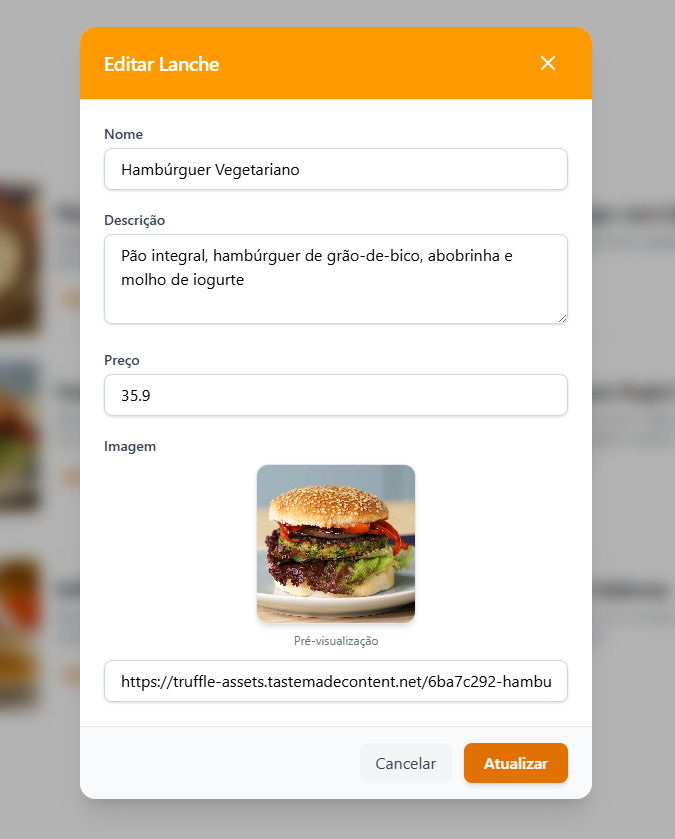 Editar Lanche
Nome
Hambúrguer Vegetariano
Descrição
Pão integral, hambúrguer de grão-de-bico, abobrinha e
molho de iogurte
Preço
35.9
Imagem
Pré-visualização
https://truffle-assets.tastemadecontent.net/6ba7c292-hambu
Cancelar
Atualizar